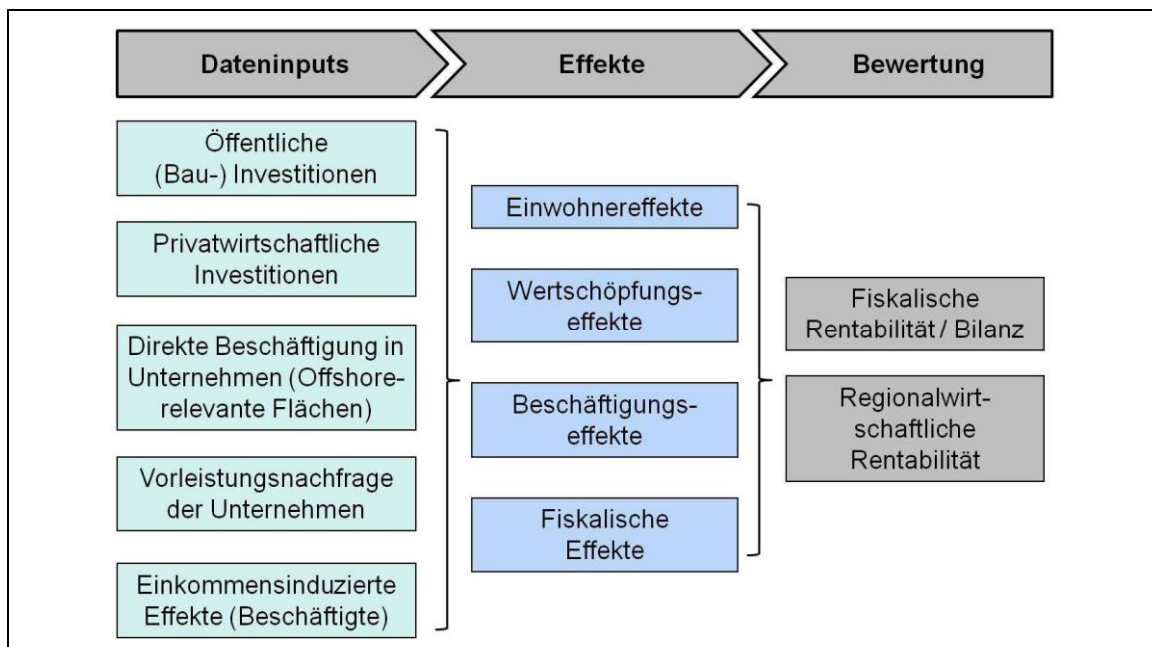 Dateninputs
Effekte
Bewertung
Öffentliche
(Bau-) Investitionen
Privatwirtschaftliche
Investitionen
Direkte Beschäftigung in
Unternehmen (Offshore-
relevante Flächen)
Vorleistungsnachfrage
der Unternehmen
Einkommensinduzierte
Effekte (Beschäftigte)
Einwohnereffekte
Wertschöpfungs-
effekte
Beschäftigungs-
effekte
Fiskalische
Effekte
Fiskalische
Rentabilität / Bilanz
Regionalwirt-
schaftliche
Rentabilität